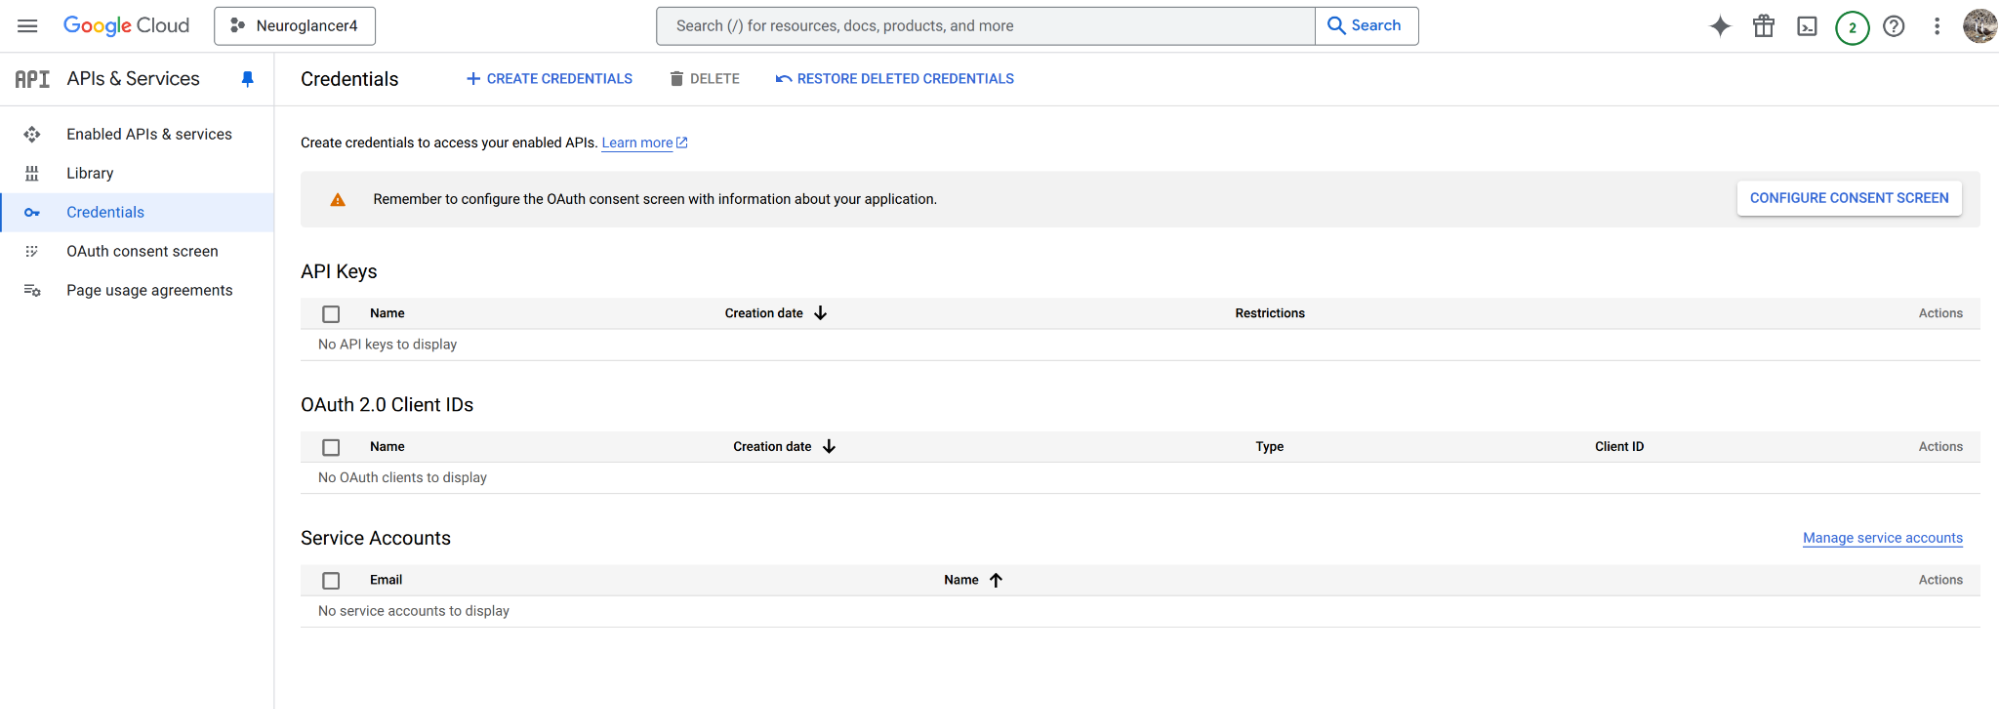 Google Cloud
Neuroglancer4
Search (/) for resources, docs, products, and more
Search
2
API APIs & Services
Credentials
CREATE CREDENTIALS
DELETE
RESTORE DELETED CREDENTIALS
Enabled APIs & services
Library
Credentials
OAuth consent screen
Page usage agreements
Create credentials to access your enabled APIs. Learn more
Remember to configure the OAuth consent screen with information about your application.
CONFIGURE CONSENT SCREEN
API Keys
Name Creation date Restrictions Actions
No API keys to display
OAuth 2.0 Client IDs
Name Creation date Type Client ID Actions
No OAuth clients to display
Service Accounts
Manage service accounts
Email Name Actions
No service accounts to display